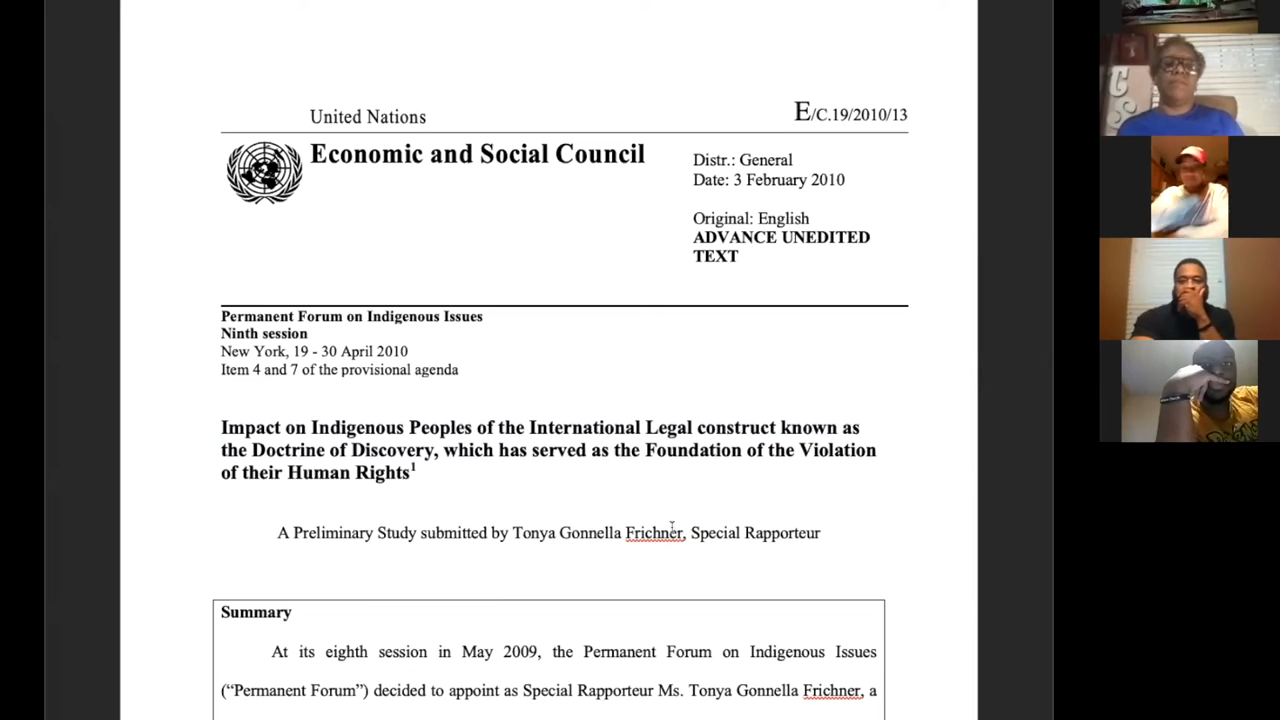 United Nations
E/C.19/2010/13
Economic and Social Council
Distr.: General
Date: 3 February 2010
Original: English
ADVANCE UNEDITED
TEXT
Permanent Forum on Indigenous Issues
Ninth session
New York, 19 - 30 April 2010
Item 4 and 7 of the provisional agenda
Impact on Indigenous Peoples of the International Legal construct known as
the Doctrine of Discovery, which has served as the Foundation of the Violation
of their Human Rights1
A Preliminary Study submitted by Tonya Gonnella Frichner, Special Rapporteur
Summary
At its eighth session in May 2009, the Permanent Forum on Indigenous Issues
(“Permanent Forum”) decided to appoint as Special Rapporteur Ms. Tonya Gonnella Frichner, a